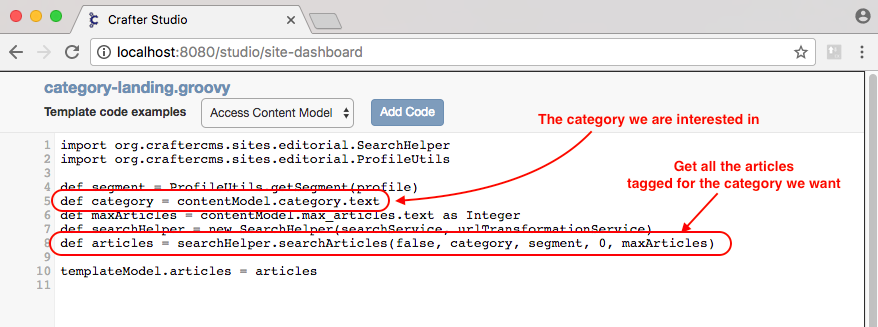 Crafter Studio
localhost:8080/studio/site-dashboard
category-landing.groovy
Template code examples Access Content Model Add Code
The category we are interested in
Get all the articles
tagged for the category we want
1 import org.craftercms.sites.editorial.SearchHelper
2 import org.craftercms.sites.editorial.ProfileUtils
3
4 def segment = ProfileUtils.getSegment(profile)
5 def category = contentModel.category.text
6 def maxArticles = contentModel.max_articles.text as Integer
7 def searchHelper = new SearchHelper(searchService, urlTransformationService)
8 def articles = searchHelper.searchArticles(false, category, segment, 0, maxArticles)
9
10 templateModel.articles = articles
11